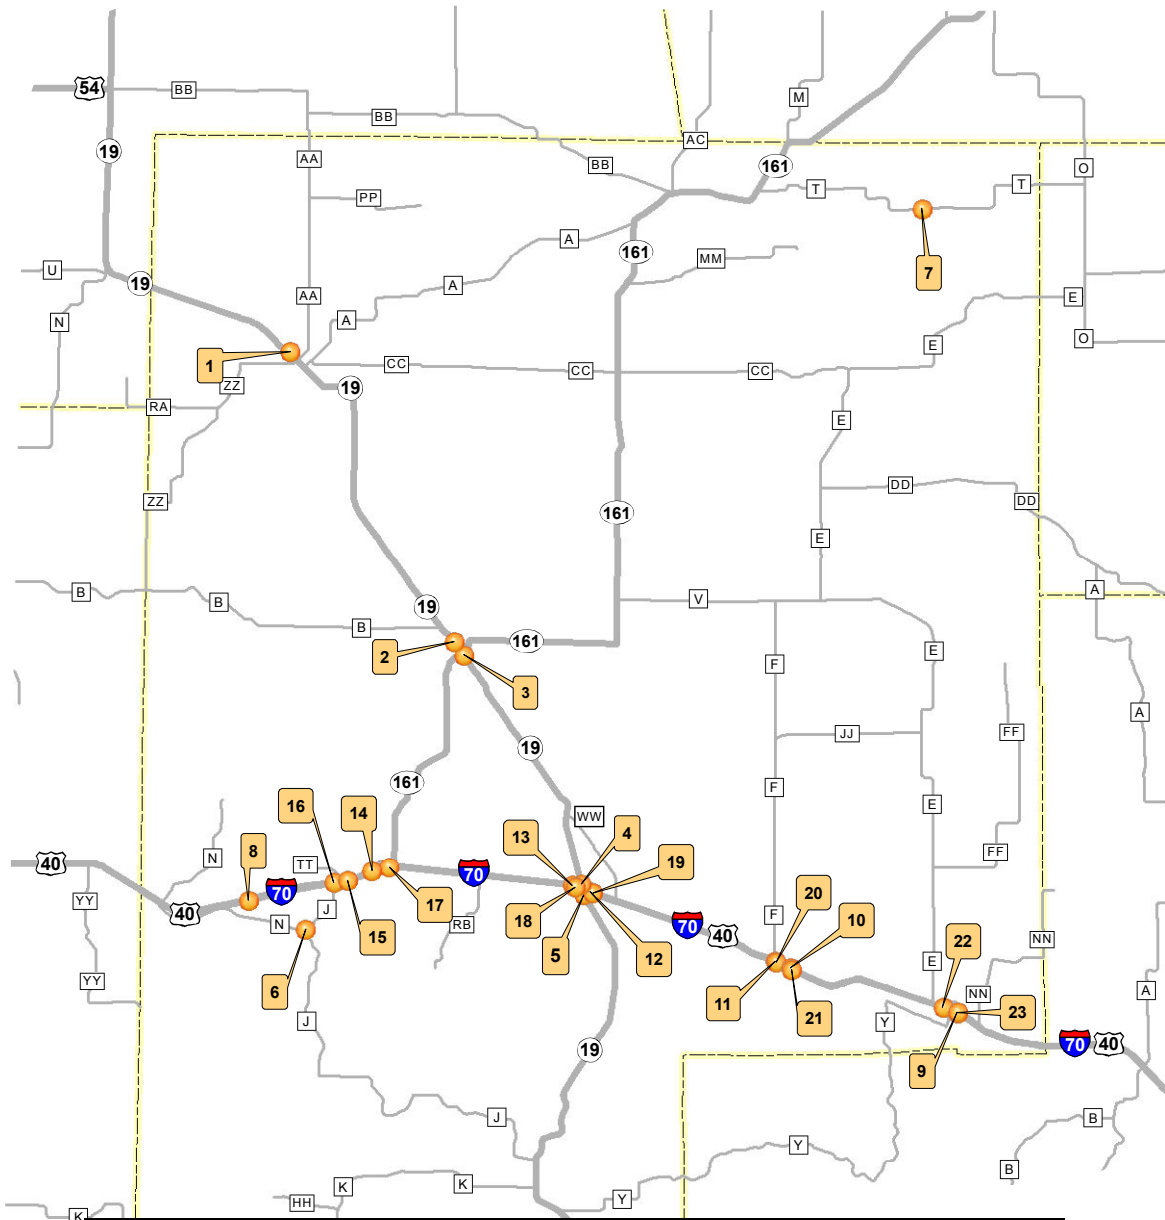 54
BB
BB
M
19
AC
AA
BB
161
O
T
T
PP
A
161
MM
7
U
19
A
AA
E
N
A
O
E
1
CC
CC
CC
ZZ
19
RA
E
DD
ZZ
DD
161
E
B
A
B
19
V
B
161
E
2
F
3
A
19
FF
JJ
161
F
E
16
14
WW
13
4
N
FF
40
TT
19
8
70
70
YY
J
17
20
10
40
N
18
F
RB
70
22
15
5
12
40
NN
E
6
YY
11
21
NN
A
23
J
Y
19
70
40
9
J
B
Y
B
K
K
HH
Y
K